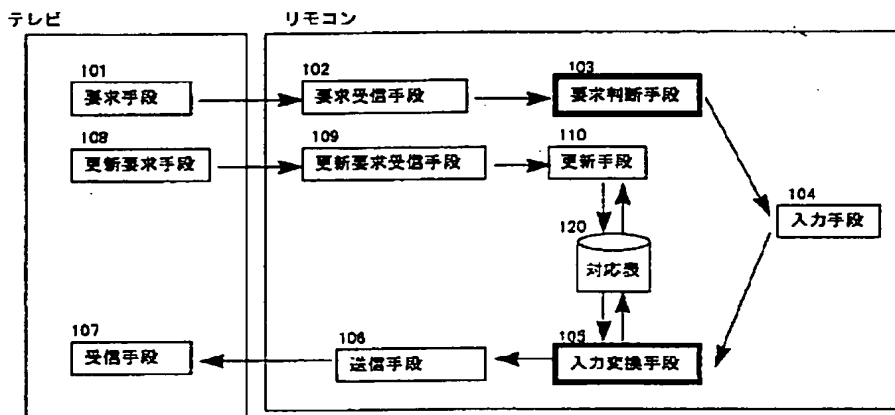 テレビ
リモコン
101
要求手段
102
要求受信手段
103
要求判断手段
108
更新要求手段
109
更新要求受信手段
110
更新手段
104
入力手段
120
対応表
107
受信手段
106
送信手段
105
入力変換手段